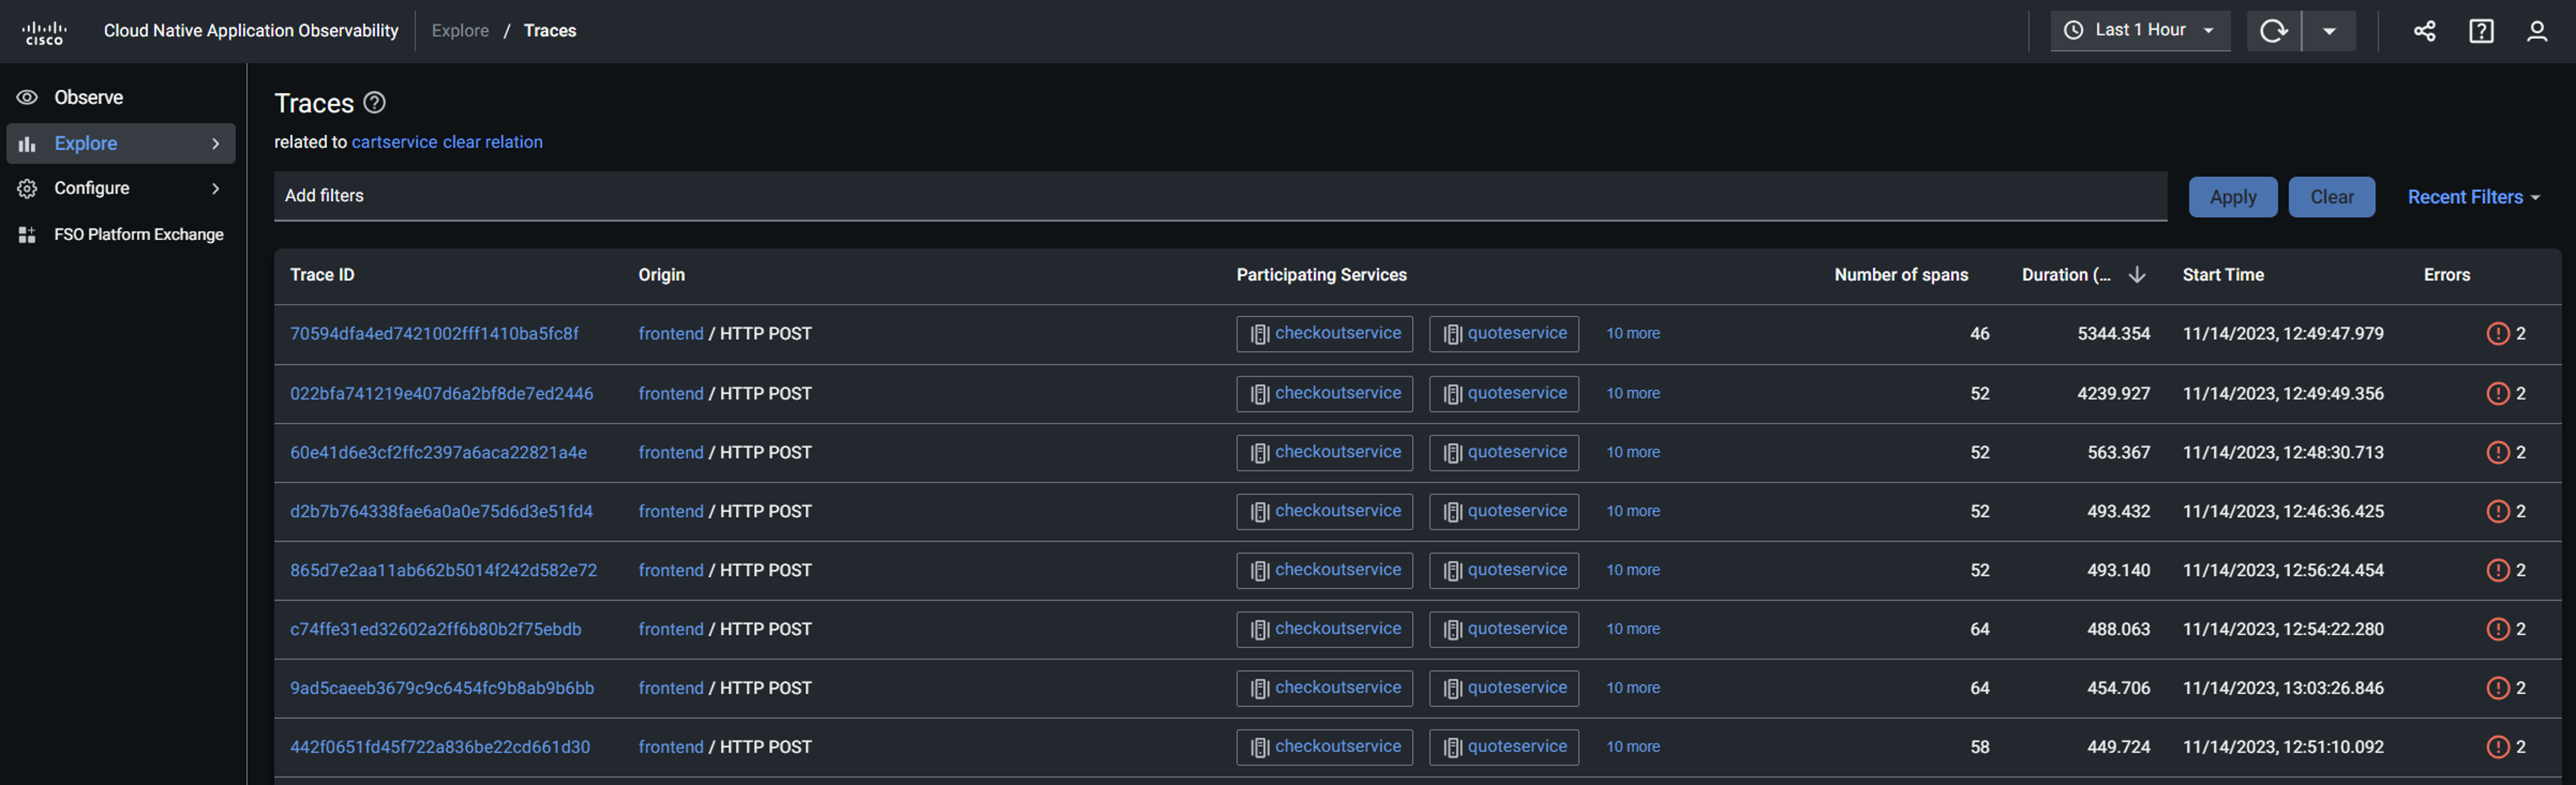 CISCO Cloud Native Application Observability Explore / Traces Last 1 Hour
Observe
Explore
Configure
FSO Platform Exchange
Traces
related to cartservice clear relation
Add filters Apply Clear Recent Filters
Trace ID Origin Participating Services Number of spans Duration (... Start Time Errors
70594dfa4ed7421002fff1410ba5fc8f frontend / HTTP POST checkoutservice quoteservice 10 more 46 5344.354 11/14/2023, 12:49:47.979 2
022bfa741219e407d6a2bf8de7ed2446 frontend / HTTP POST checkoutservice quoteservice 10 more 52 4239.927 11/14/2023, 12:49:49.356 2
60e41d6e3cf2ffc2397a6aca22821a4e frontend / HTTP POST checkoutservice quoteservice 10 more 52 563.367 11/14/2023, 12:48:30.713 2
d2b7b764338fae6a0a0e75d6d3e51fd4 frontend / HTTP POST checkoutservice quoteservice 10 more 52 493.432 11/14/2023, 12:46:36.425 2
865d7e2aa11ab662b5014f242d582e72 frontend / HTTP POST checkoutservice quoteservice 10 more 52 493.140 11/14/2023, 12:56:24.454 2
c74ffe31ed32602a2ff6b80b2f75ebdb frontend / HTTP POST checkoutservice quoteservice 10 more 64 488.063 11/14/2023, 12:54:22.280 2
9ad5caeeb3679c9c6454fc9b8ab9b6bb frontend / HTTP POST checkoutservice quoteservice 10 more 64 454.706 11/14/2023, 13:03:26.846 2
442f0651fd45f722a836be22cd661d30 frontend / HTTP POST checkoutservice quoteservice 10 more 58 449.724 11/14/2023, 12:51:10.092 2